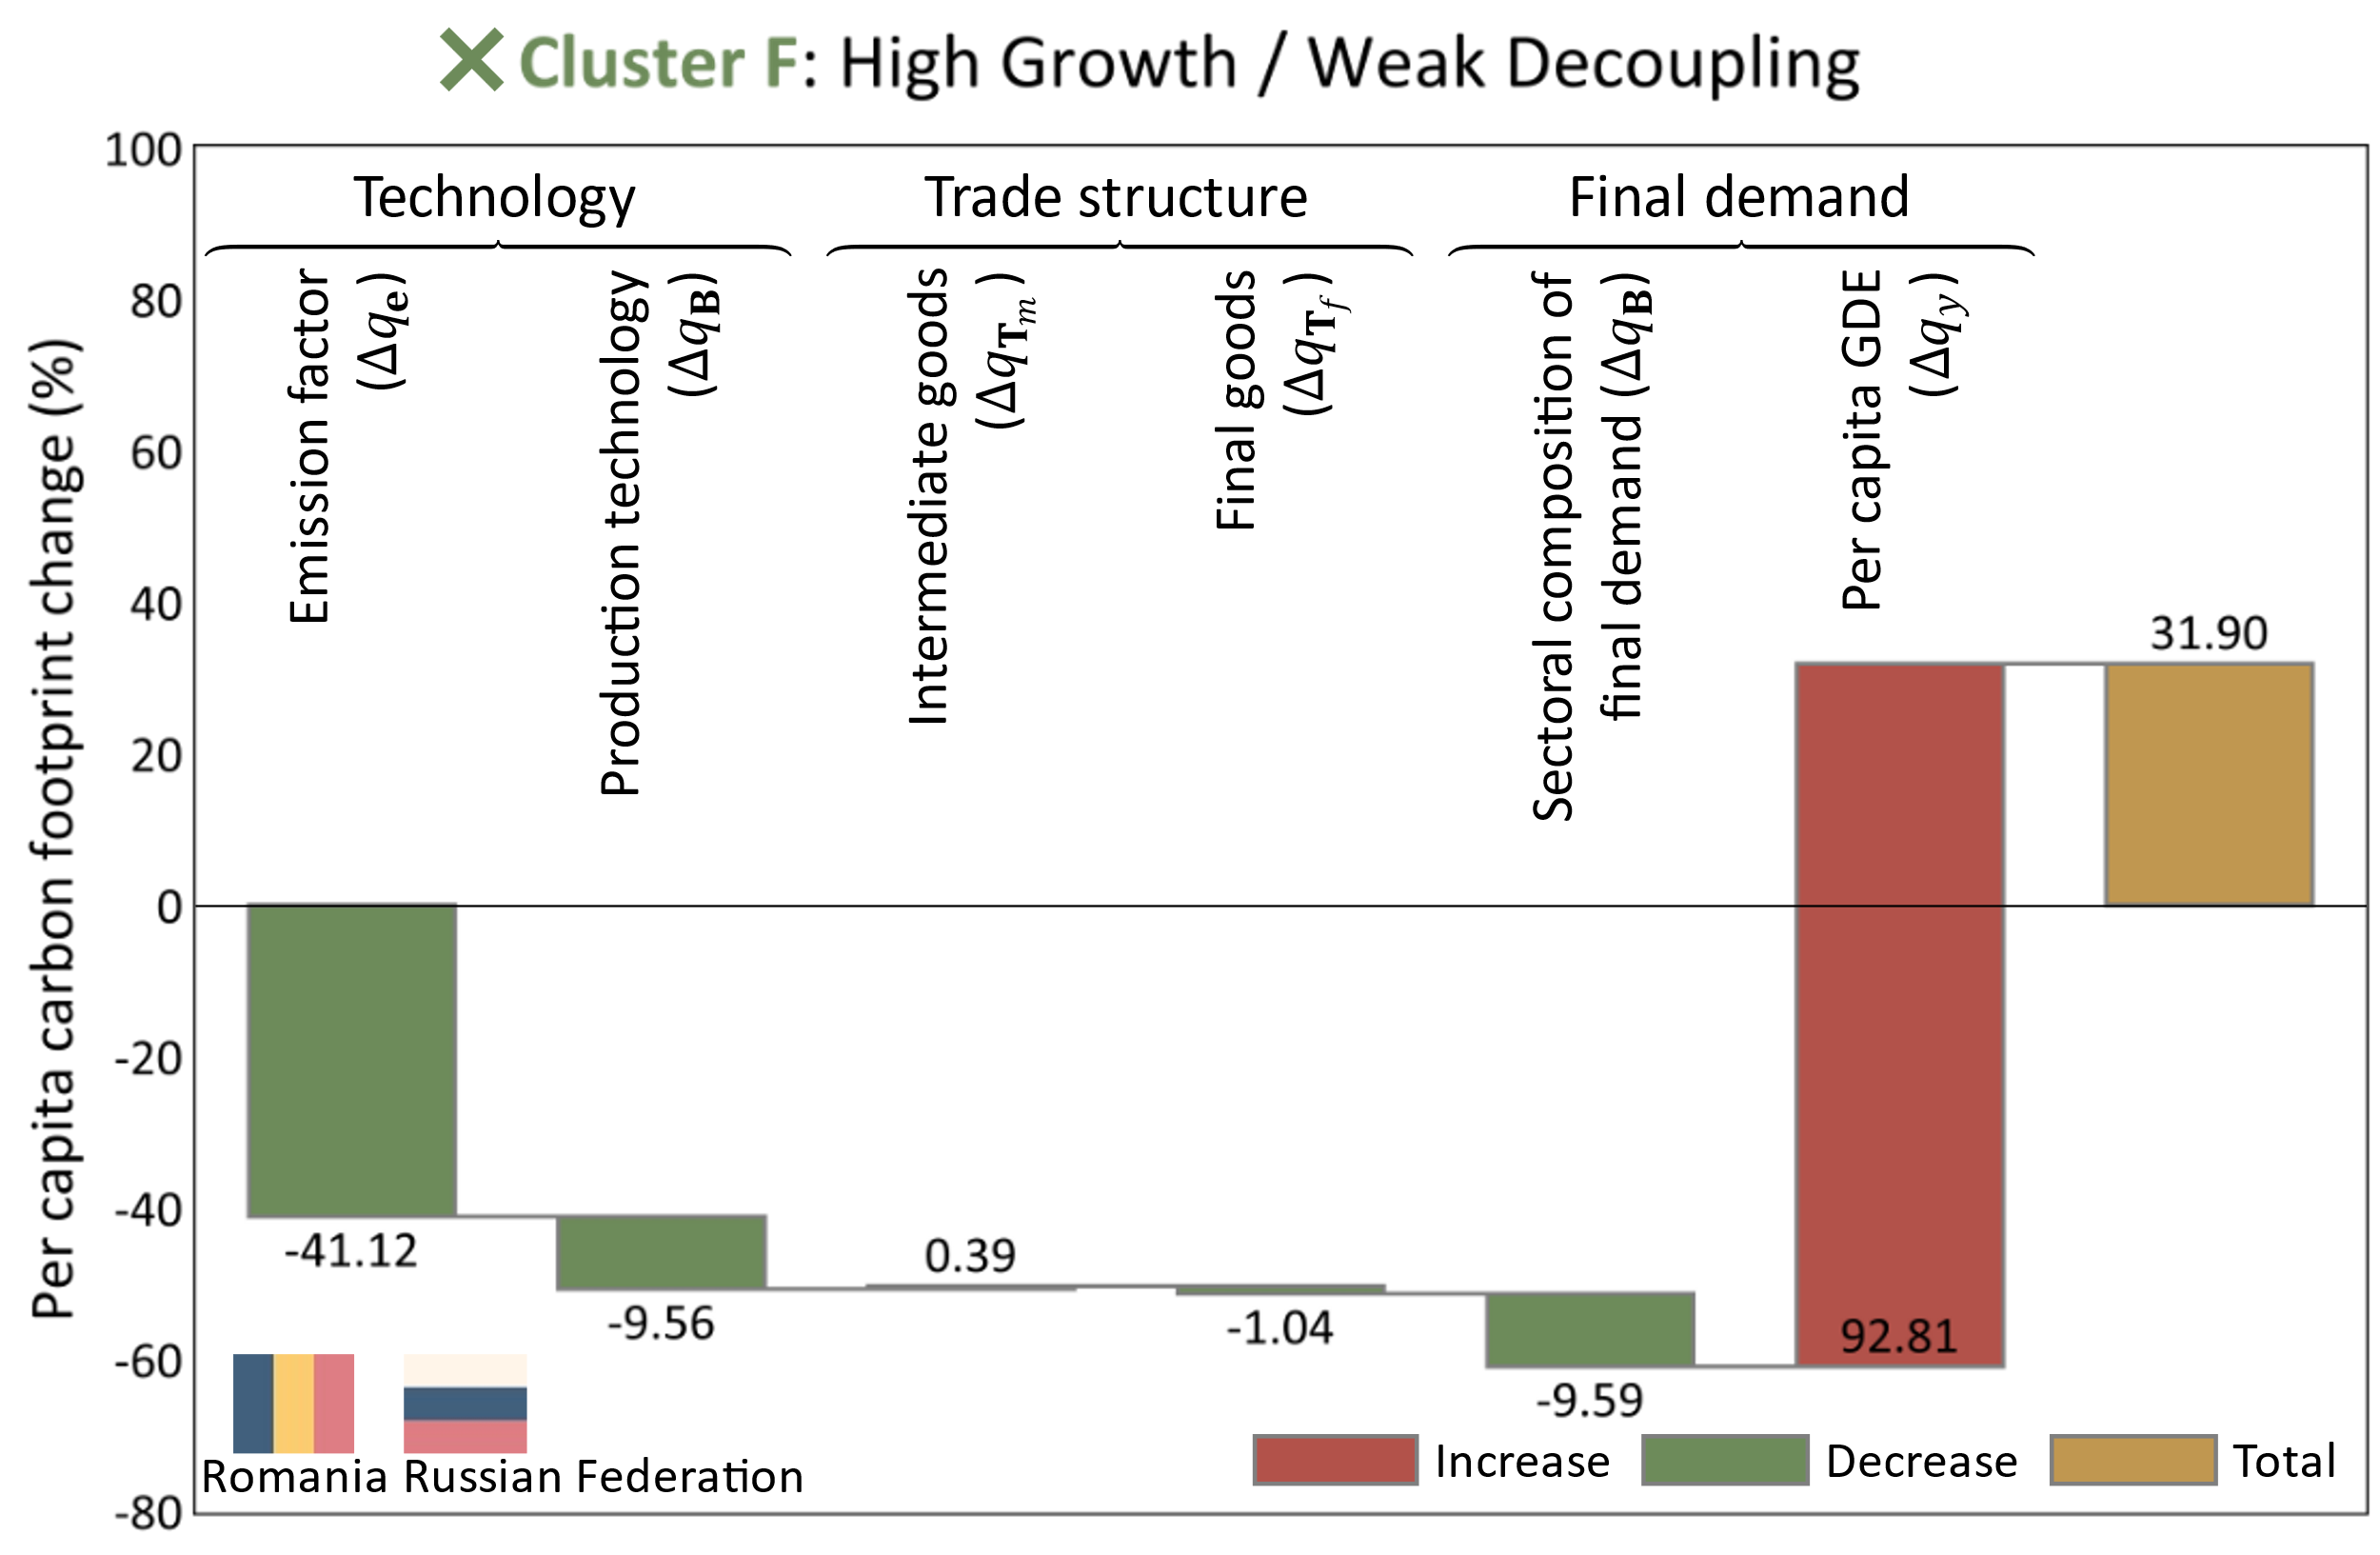 Cluster F: High Growth / Weak Decoupling
Per capita carbon footprint change (%)
100
80
60
40
20
0
-20
-40
-60
-80
Technology
Trade structure
Final demand
Emission factor
(Δqe)
Production technology
(ΔqB)
Intermediate goods
(ΔqTm)
Final goods
(ΔqTf)
Sectoral composition of
final demand (ΔqB)
Per capita GDE
(Δqy)
-41.12
-9.56
0.39
-1.04
-9.59
92.81
31.90
Romania
Russian Federation
Increase
Decrease
Total